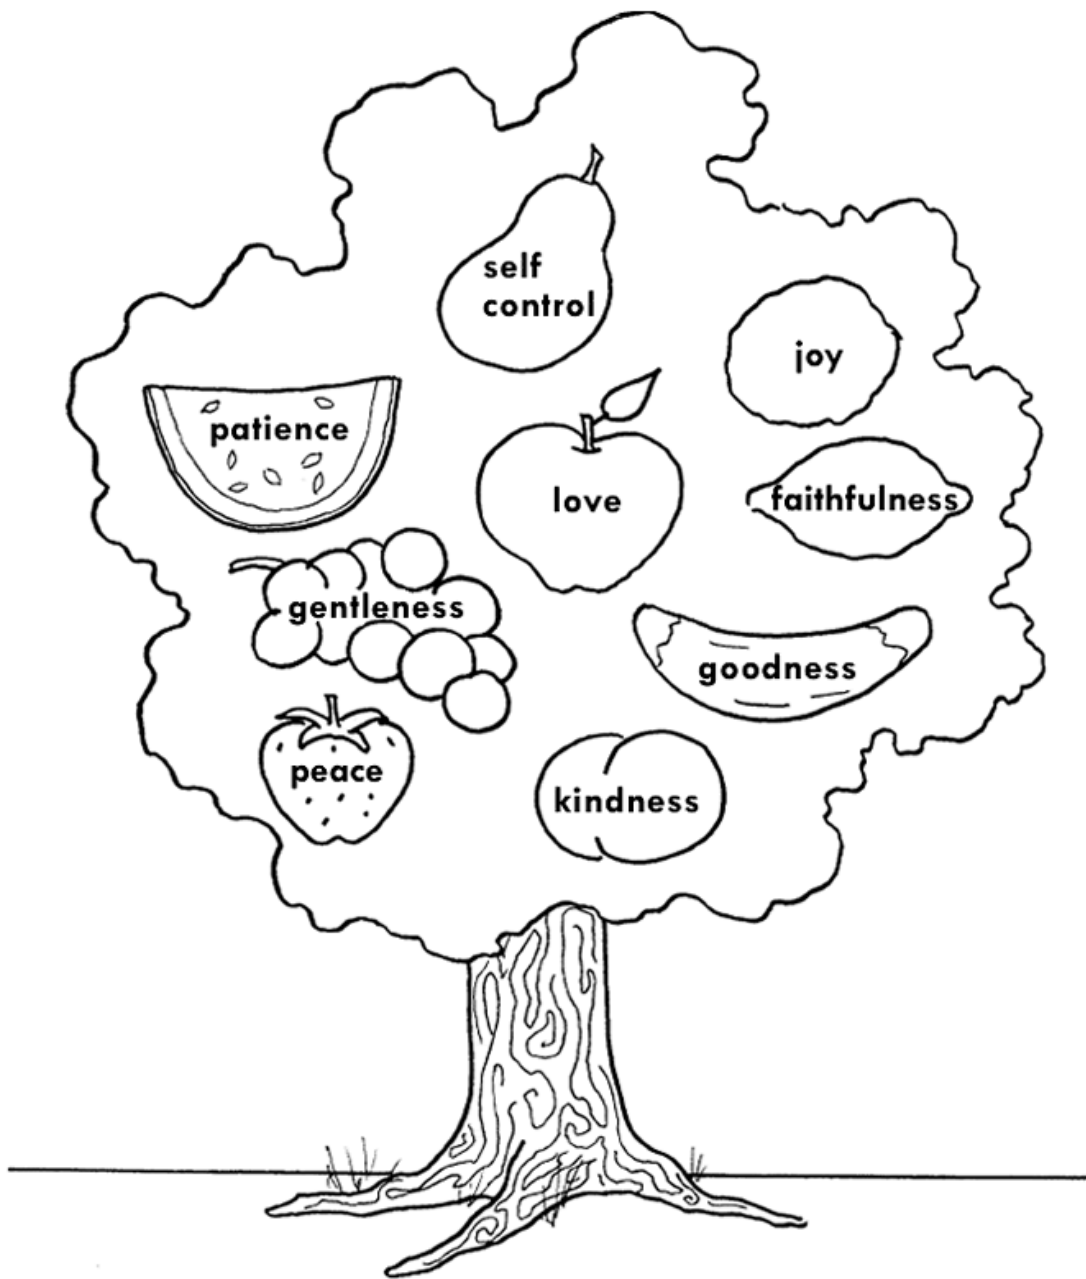 self
control
joy
patience
love
faithfulness
gentleness
goodness
peace
kindness